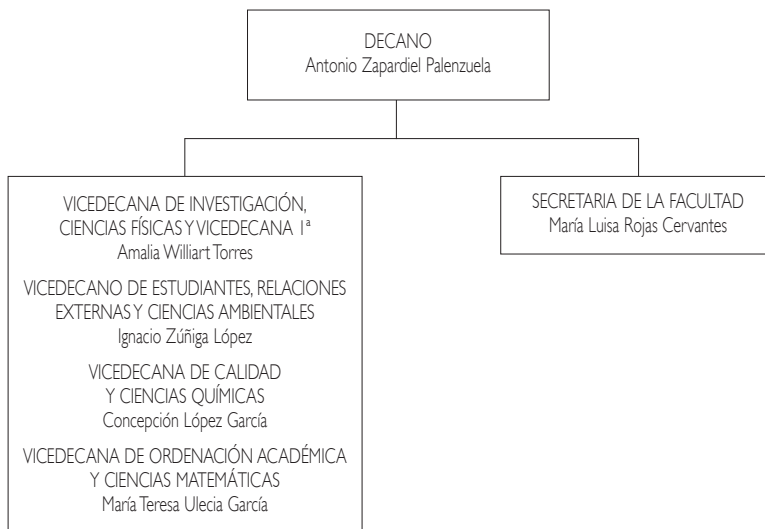 DECANO
Antonio Zapardiel Palenzuela
VICEDECANA DE INVESTIGACIÓN,
CIENCIAS FÍSICAS Y VICEDECANA 1ª
Amalia Williart Torres
VICEDECANO DE ESTUDIANTES, RELACIONES
EXTERNAS Y CIENCIAS AMBIENTALES
Ignacio Zúñiga López
VICEDECANA DE CALIDAD
Y CIENCIAS QUÍMICAS
Concepción López García
VICEDECANA DE ORDENACIÓN ACADÉMICA
Y CIENCIAS MATEMÁTICAS
María Teresa Ulecia García
SECRETARIA DE LA FACULTAD
María Luisa Rojas Cervantes